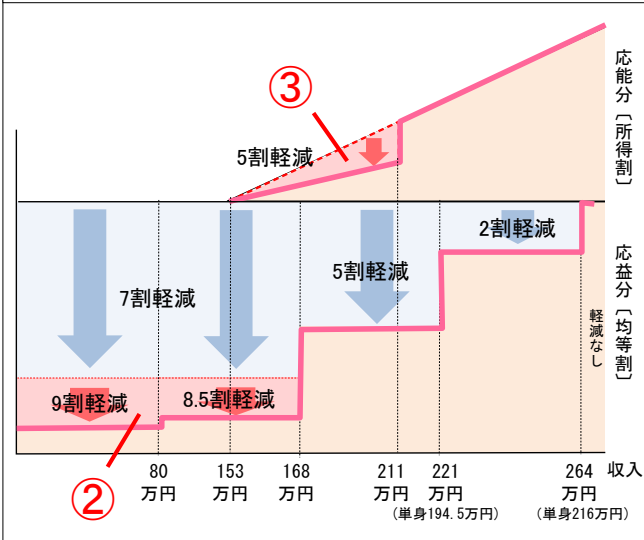 ③
5割軽減
応能分〔所得割〕
2割軽減
5割軽減
7割軽減
応益分〔均等割〕
軽減なし
9割軽減
8.5割軽減
②
80 153 168 211 221 264 収入
万円 万円 万円 万円 万円 万円
(単身194.5万円) (単身216万円)